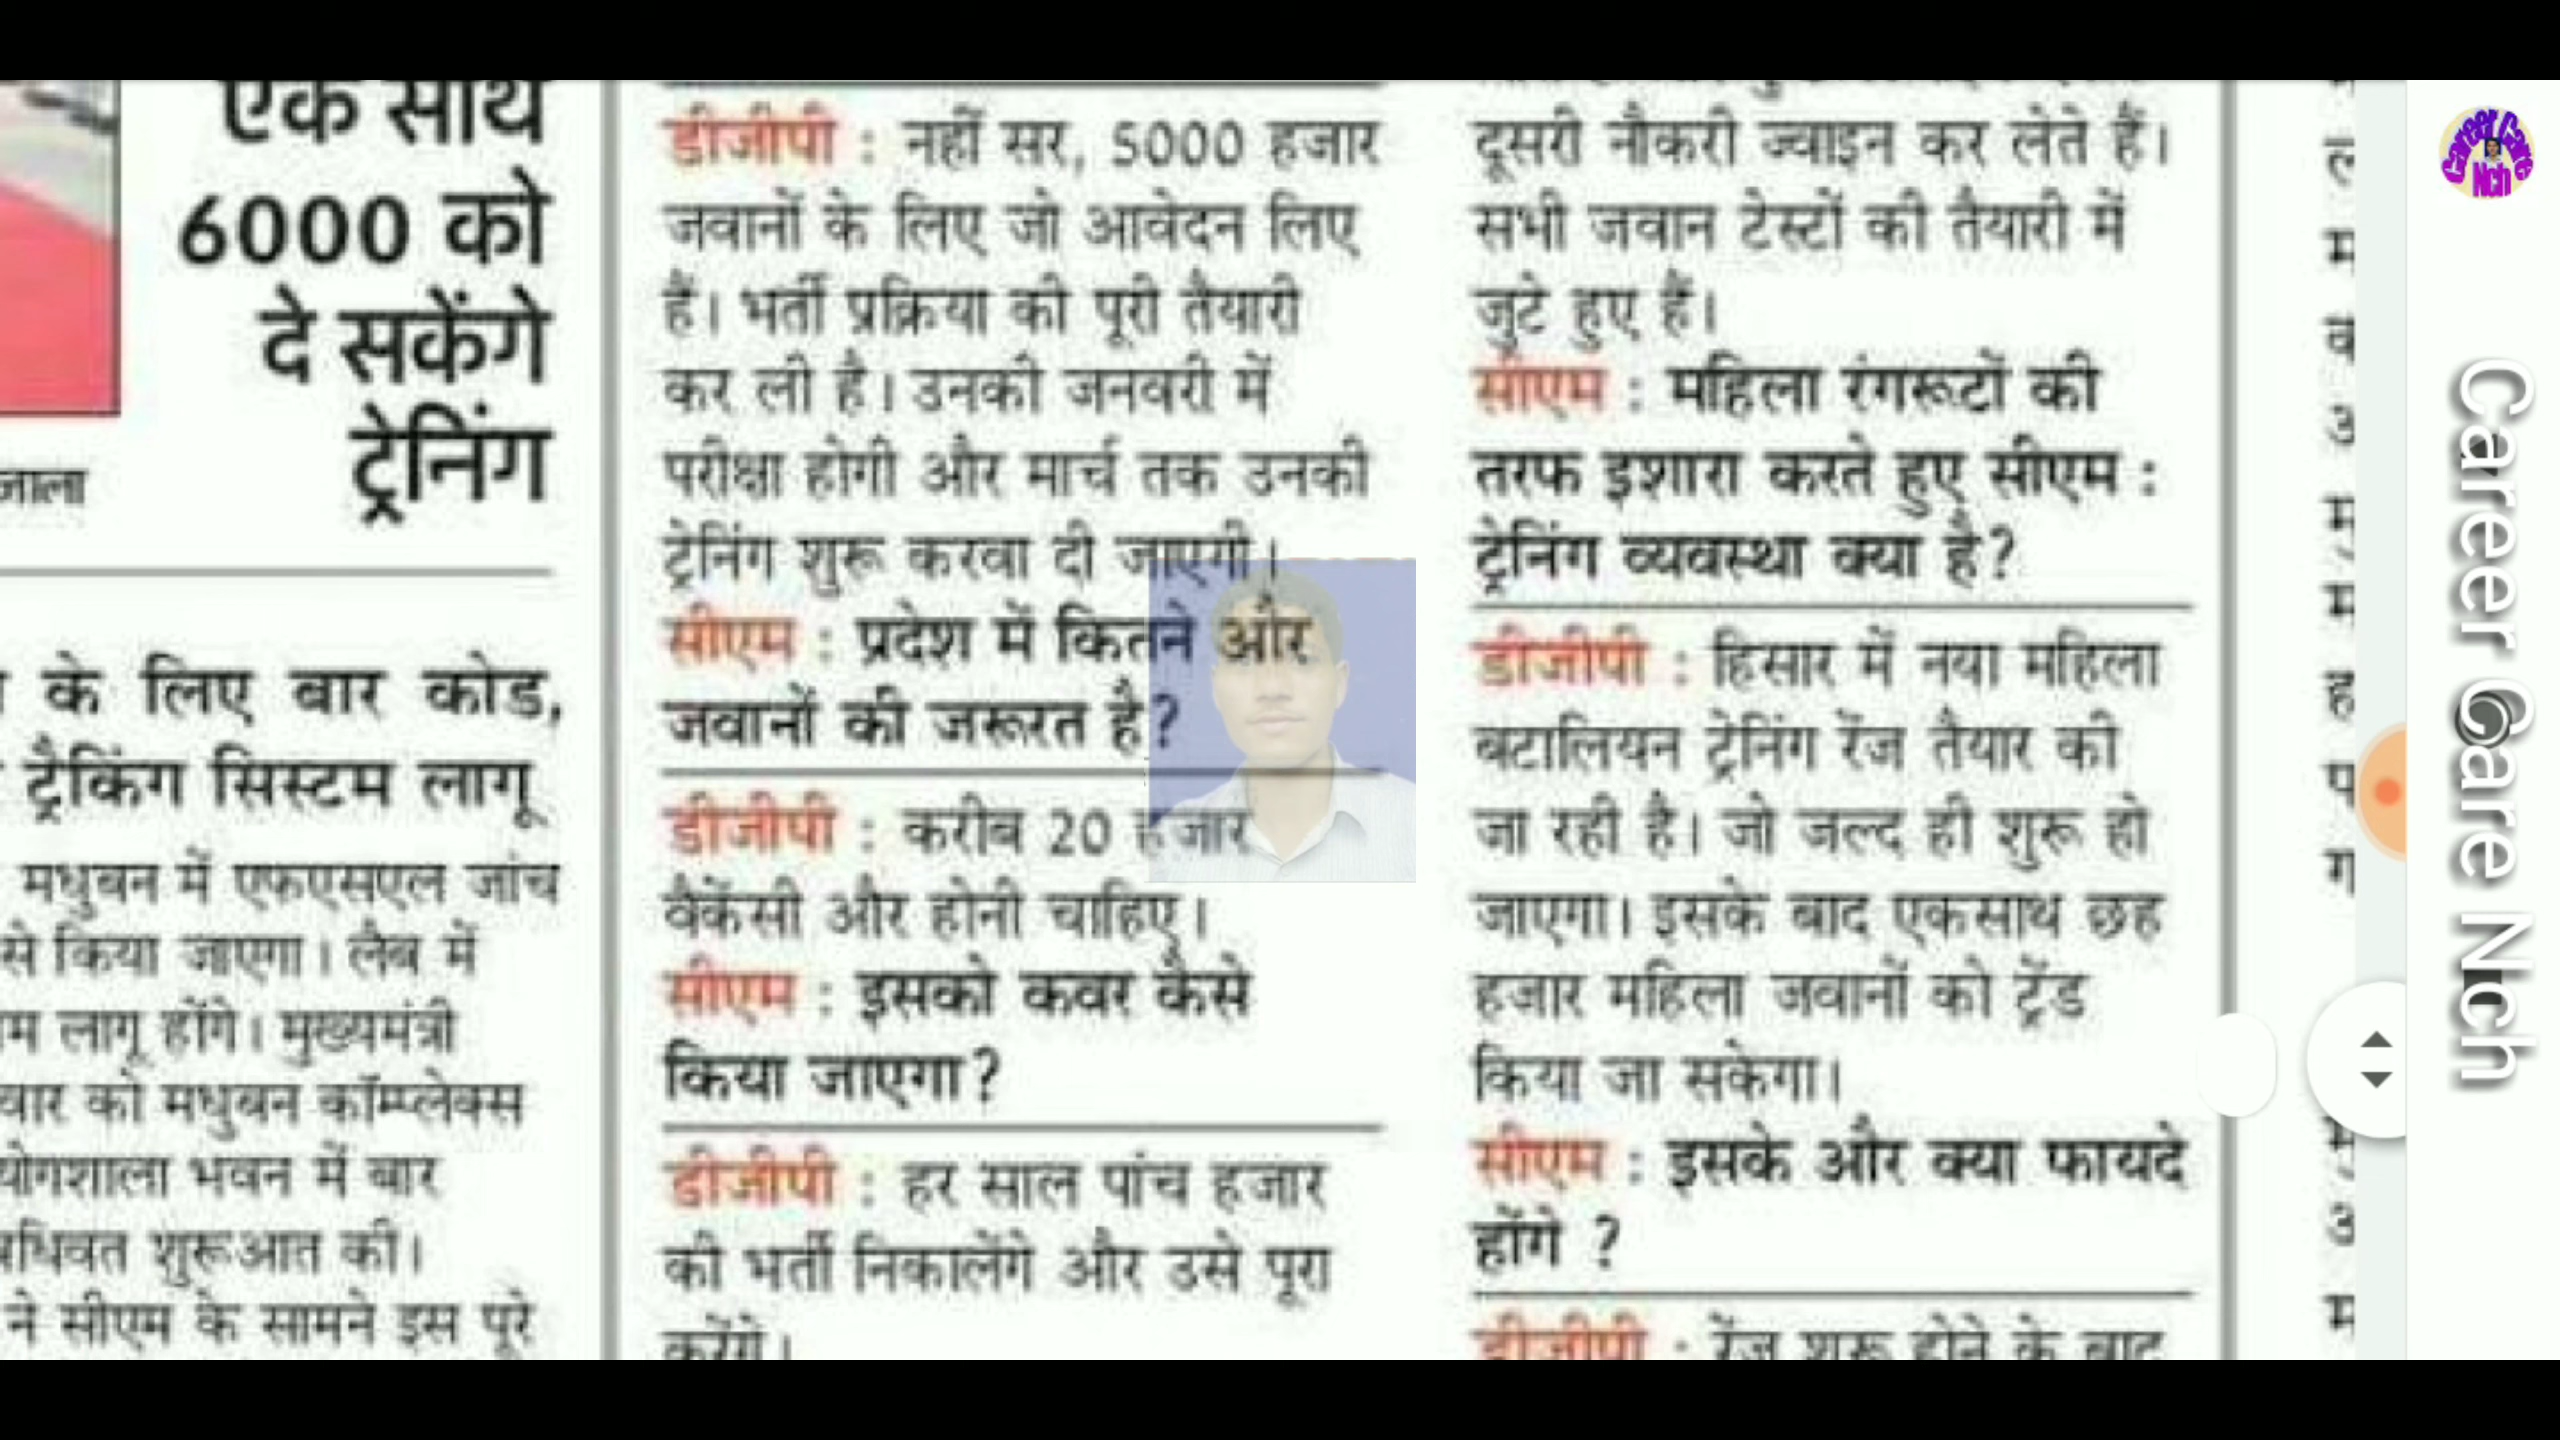 एक साथ
6000 को
दे सकेंगे
ट्रेनिंग
जाला
के लिए बार कोड,
ट्रैकिंग सिस्टम लागू
मधुबन में एफएसएल जांच
से किया जाएगा। लैब में
लागू होंगे। मुख्यमंत्री
को मधुबन कॉम्प्लेक्स
भवन में बार
शुरूआत की।
ने सीएम के सामने इस पूरे
डीजीपी : नहीं सर, 5000 हजार
जवानों के लिए जो आवेदन लिए
हैं। भर्ती प्रक्रिया की पूरी तैयारी
कर ली है। उनकी जनवरी में
परीक्षा होगी और मार्च तक उनकी
ट्रेनिंग शुरू करवा दी जाएगी।
सीएम : प्रदेश में कितने और
जवानों की जरूरत है?
डीजीपी : करीब 20 हजार
वैकेंसी और होनी चाहिए।
सीएम : इसको कवर कैसे
किया जाएगा?
डीजीपी : हर साल पांच हजार
की भर्ती निकालेंगे और उसे पूरा
करेंगे।
दूसरी नौकरी ज्वाइन कर लेते हैं।
सभी जवान टेस्टों की तैयारी में
जुटे हुए हैं।
सीएम : महिला रंगरूटों की
तरफ इशारा करते हुए सीएम :
ट्रेनिंग व्यवस्था क्या है?
डीजीपी : हिसार में नया महिला
बटालियन ट्रेनिंग रेंज तैयार की
जा रही है। जो जल्द ही शुरू हो
जाएगा। इसके बाद एकसाथ छह
हजार महिला जवानों को ट्रेंड
किया जा सकेगा।
सीएम : इसके और क्या फायदे
होंगे ?
डीजीपी : रेंज शुरू होने के बाद
Career Care
Nch
Career Care Nch